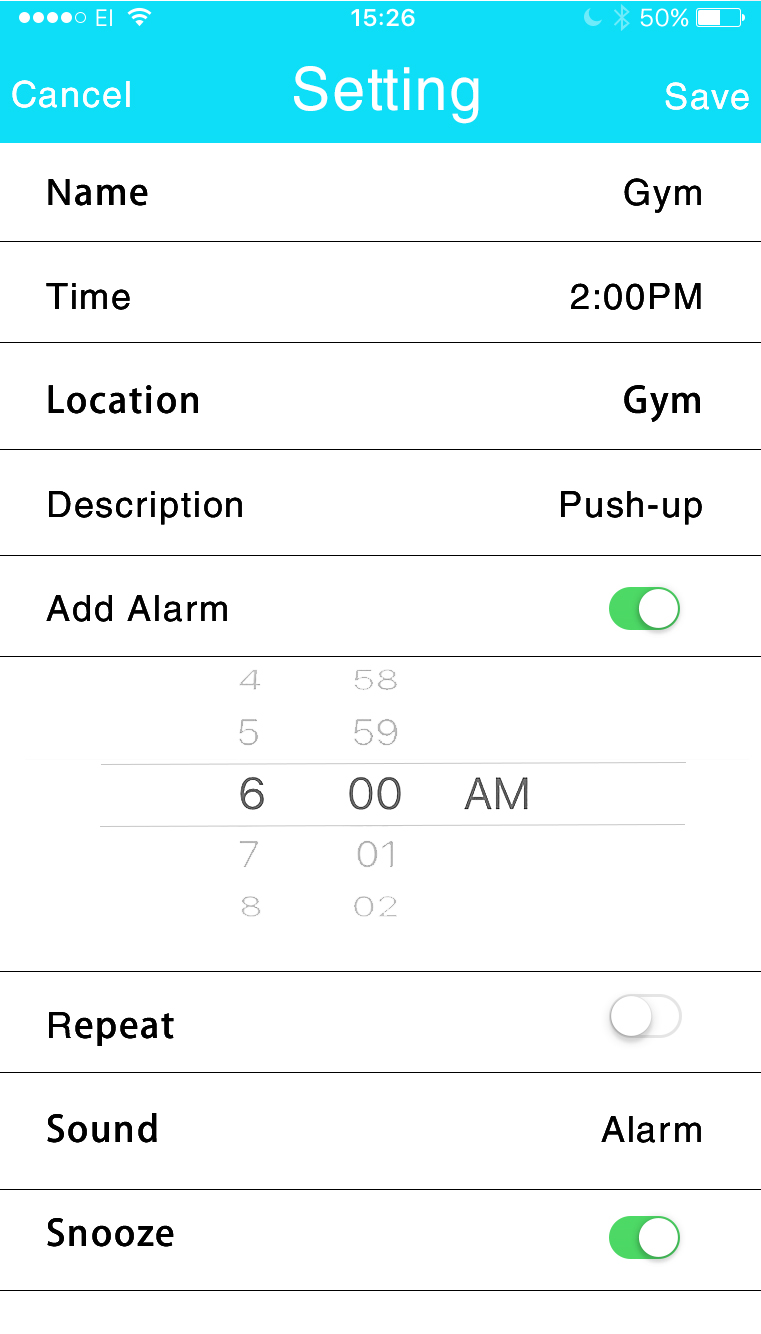 EI 15:26 50%
Cancel Setting Save
Name Gym
Time 2:00PM
Location Gym
Description Push-up
Add Alarm
4 58
5 59
6 00 AM
7 01
8 02
Repeat
Sound Alarm
Snooze